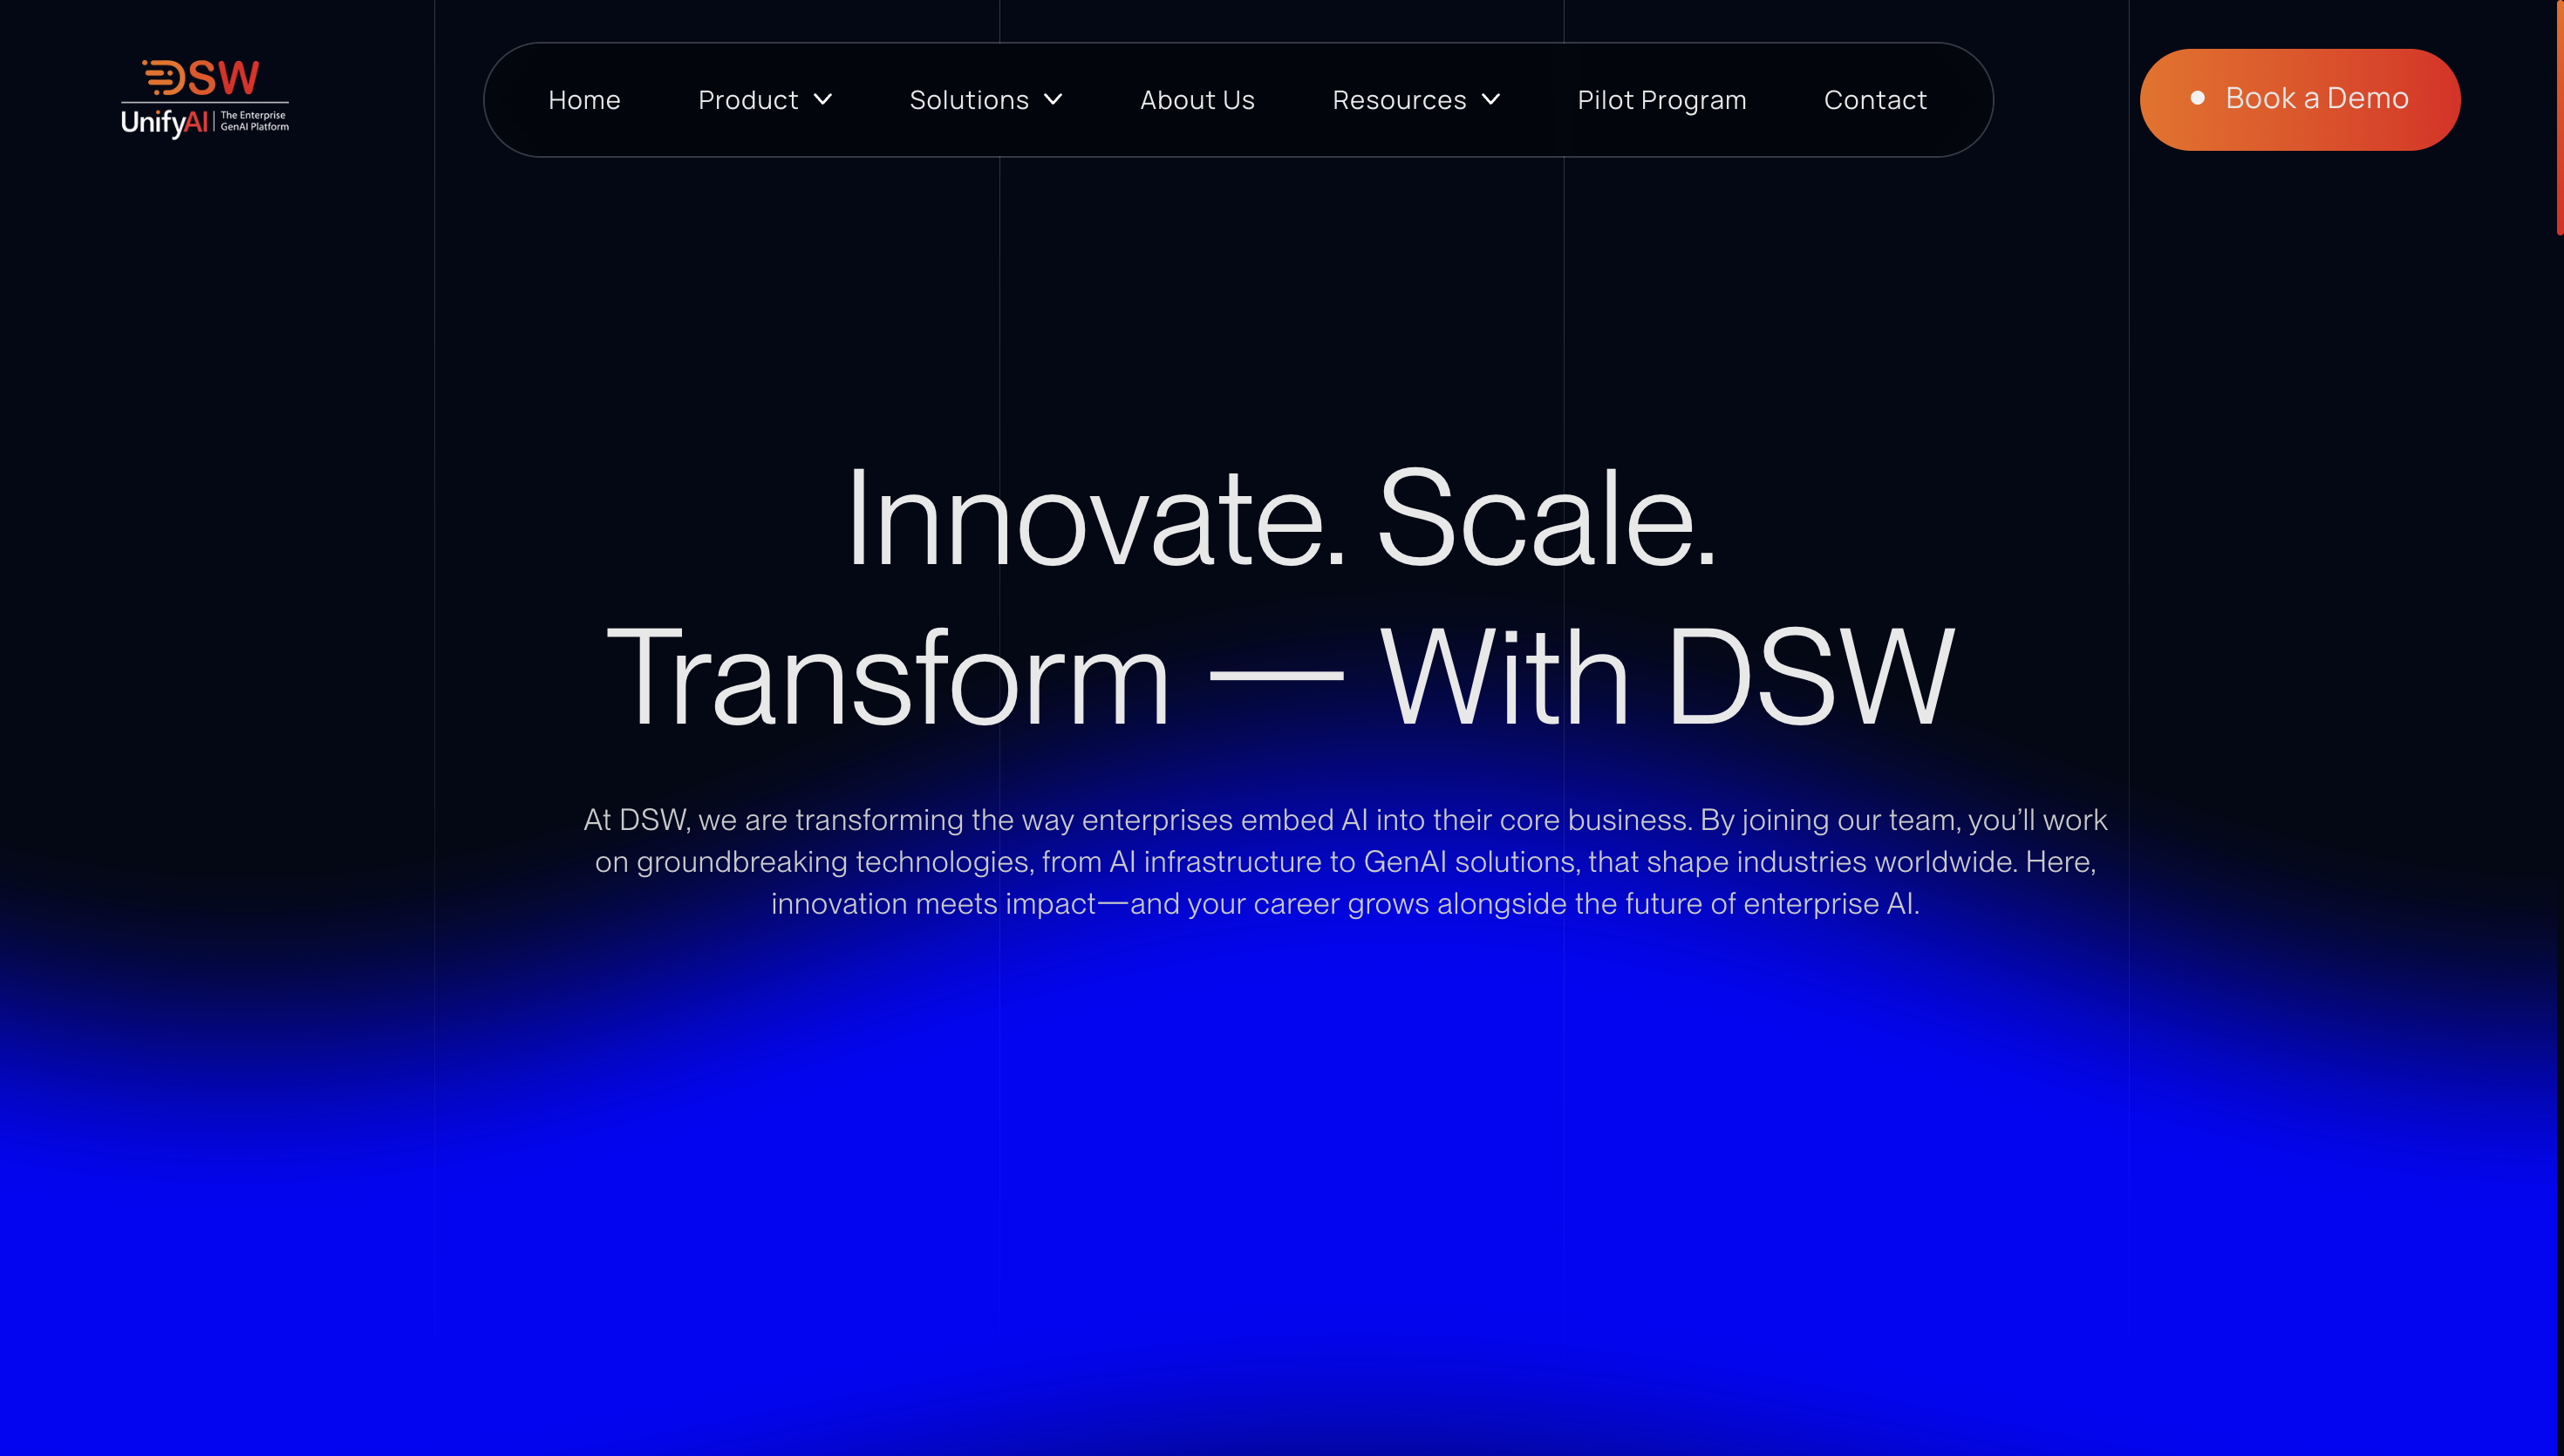 DSW
UnifyAI | The Enterprise
GenAI Platform
Home Product Solutions About Us Resources Pilot Program Contact
Book a Demo
Innovate. Scale.
Transform — With DSW
At DSW, we are transforming the way enterprises embed AI into their core business. By joining our team, you’ll work
on groundbreaking technologies, from AI infrastructure to GenAI solutions, that shape industries worldwide. Here,
innovation meets impact—and your career grows alongside the future of enterprise AI.